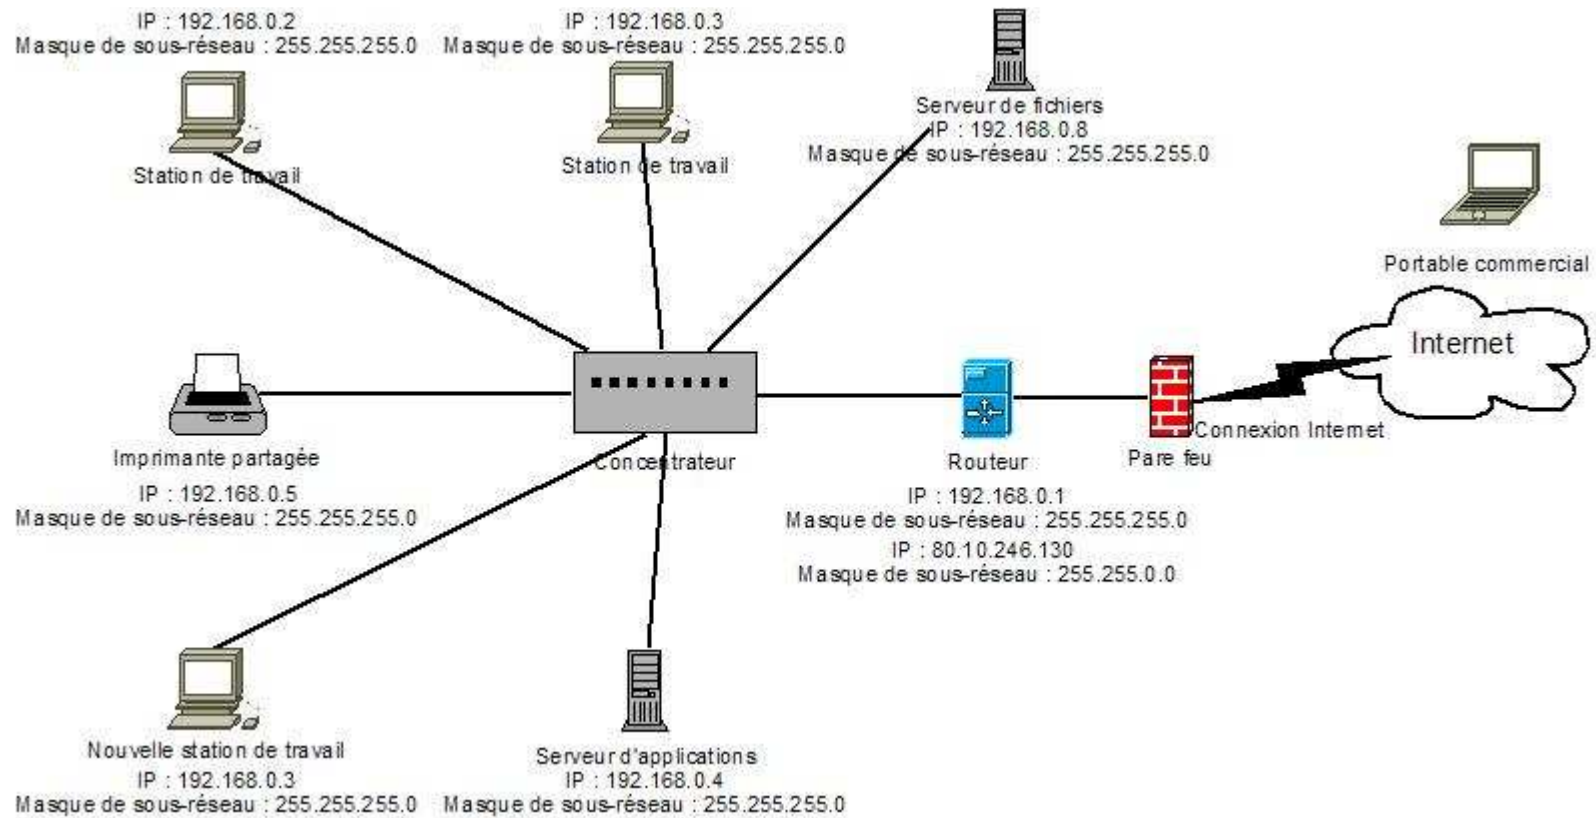 IP : 192.168.0.2
Masque de sous-réseau : 255.255.255.0
Station de travail
IP : 192.168.0.3
Masque de sous-réseau : 255.255.255.0
Station de travail
Serveur de fichiers
IP : 192.168.0.8
Masque de sous-réseau : 255.255.255.0
Portable commercial
Internet
Connexion Internet
Imprimante partagée
IP : 192.168.0.5
Masque de sous-réseau : 255.255.255.0
Concentrateur
Routeur
IP : 192.168.0.1
Masque de sous-réseau : 255.255.255.0
IP : 80.10.246.130
Masque de sous-réseau : 255.255.0.0
Pare feu
Nouvelle station de travail
IP : 192.168.0.3
Masque de sous-réseau : 255.255.255.0
Serveur d'applications
IP : 192.168.0.4
Masque de sous-réseau : 255.255.255.0